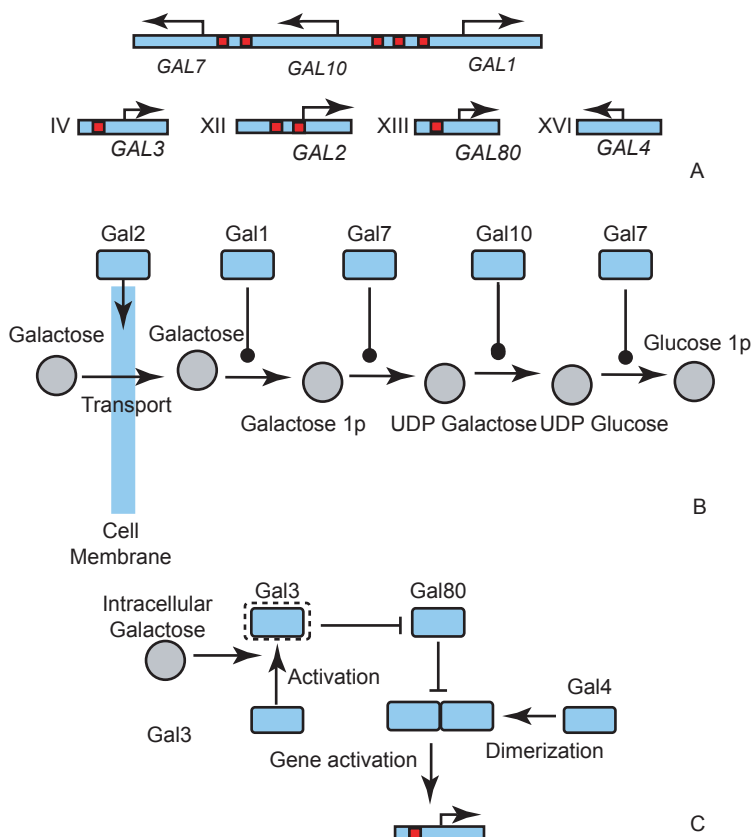 GAL7 GAL10 GAL1
IV GAL3 XII GAL2 XIII GAL80 XVI GAL4
A
Gal2 Gal1 Gal7 Gal10 Gal7
Galactose Galactose Glucose 1p
Transport Galactose 1p UDP Galactose UDP Glucose
B
Cell
Membrane
Gal3 Gal80
Intracellular
Galactose
Activation Gal4
Gal3
Gene activation Dimerization
C